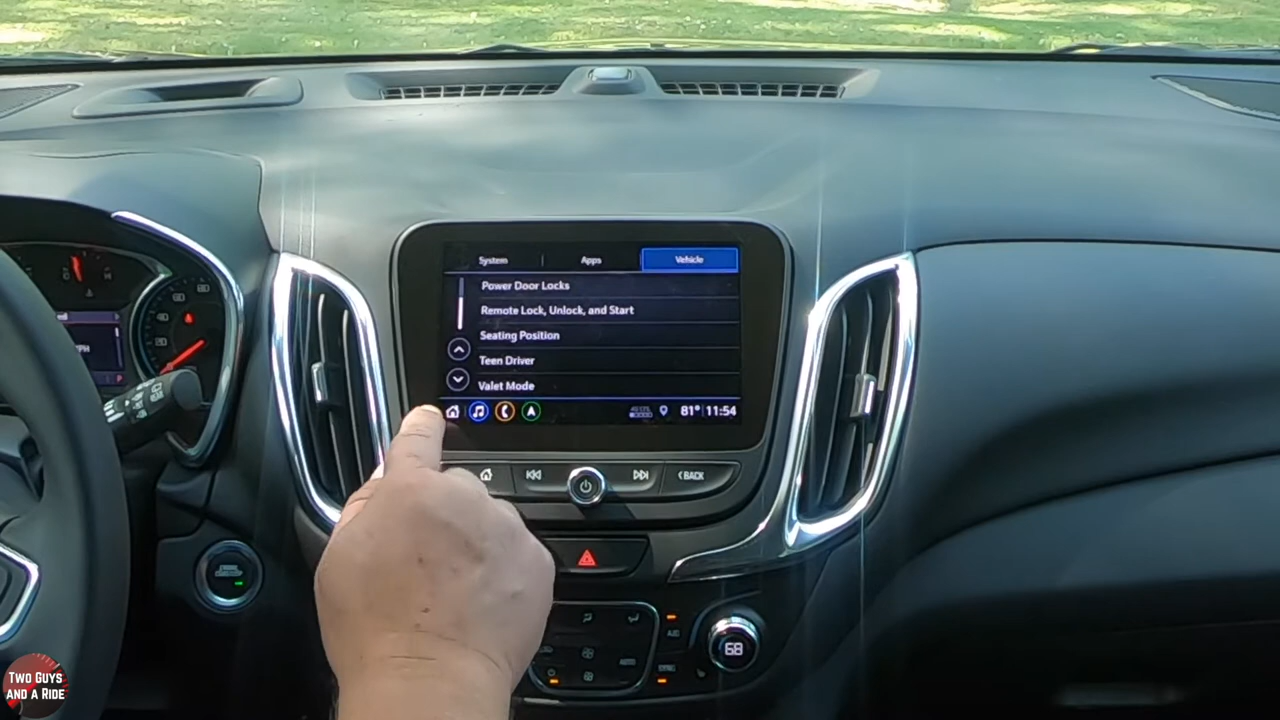 System
Apps
Vehicle
Power Door Locks
Remote Lock, Unlock, and Start
Seating Position
Teen Driver
Valet Mode
81° 11:54
BACK
68
TWO GUYS
AND A RIDE